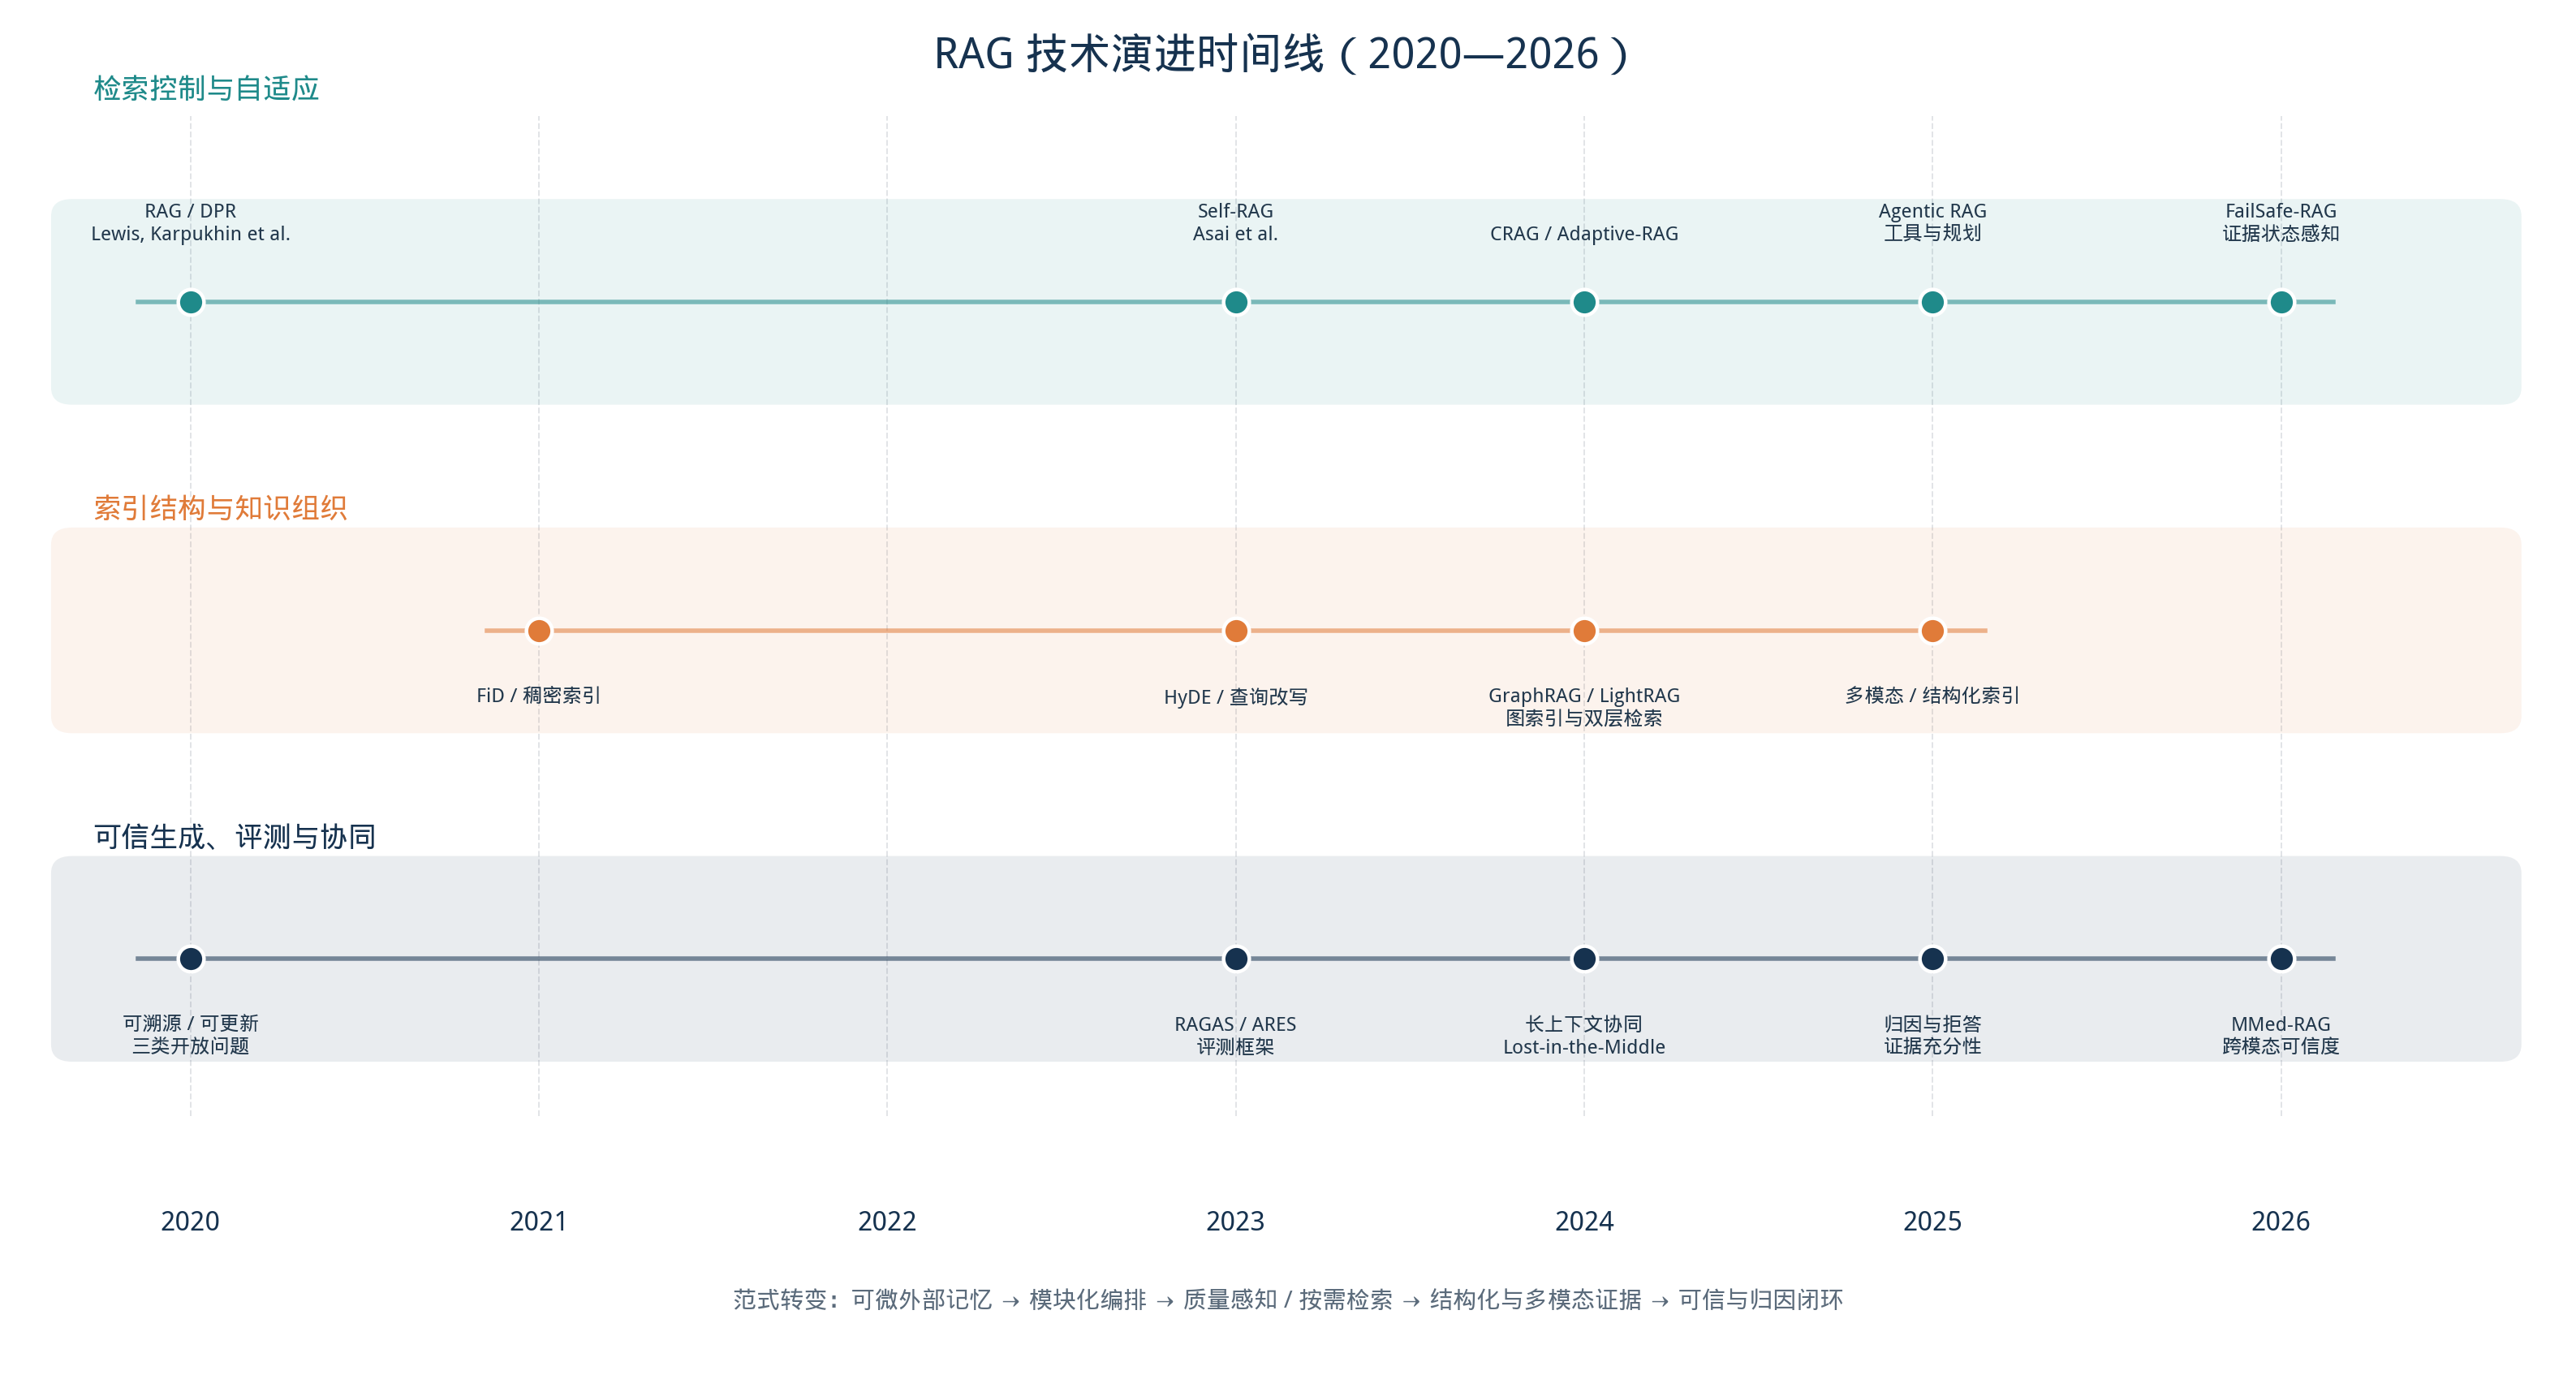 RAG 技术演进时间线（2020—2026）
检索控制与自适应
RAG / DPR
Lewis, Karpukhin et al.
Self-RAG
Asai et al.
CRAG / Adaptive-RAG
Agentic RAG
工具与规划
FailSafe-RAG
证据状态感知
索引结构与知识组织
FiD / 稠密索引
HyDE / 查询改写
GraphRAG / LightRAG
图索引与双层检索
多模态 / 结构化索引
可信生成、评测与协同
可溯源 / 可更新
三类开放问题
RAGAS / ARES
评测框架
长上下文协同
Lost-in-the-Middle
归因与拒答
证据充分性
MMed-RAG
跨模态可信度
2020
2021
2022
2023
2024
2025
2026
范式转变：可微外部记忆 → 模块化编排 → 质量感知 / 按需检索 → 结构化与多模态证据 → 可信与归因闭环